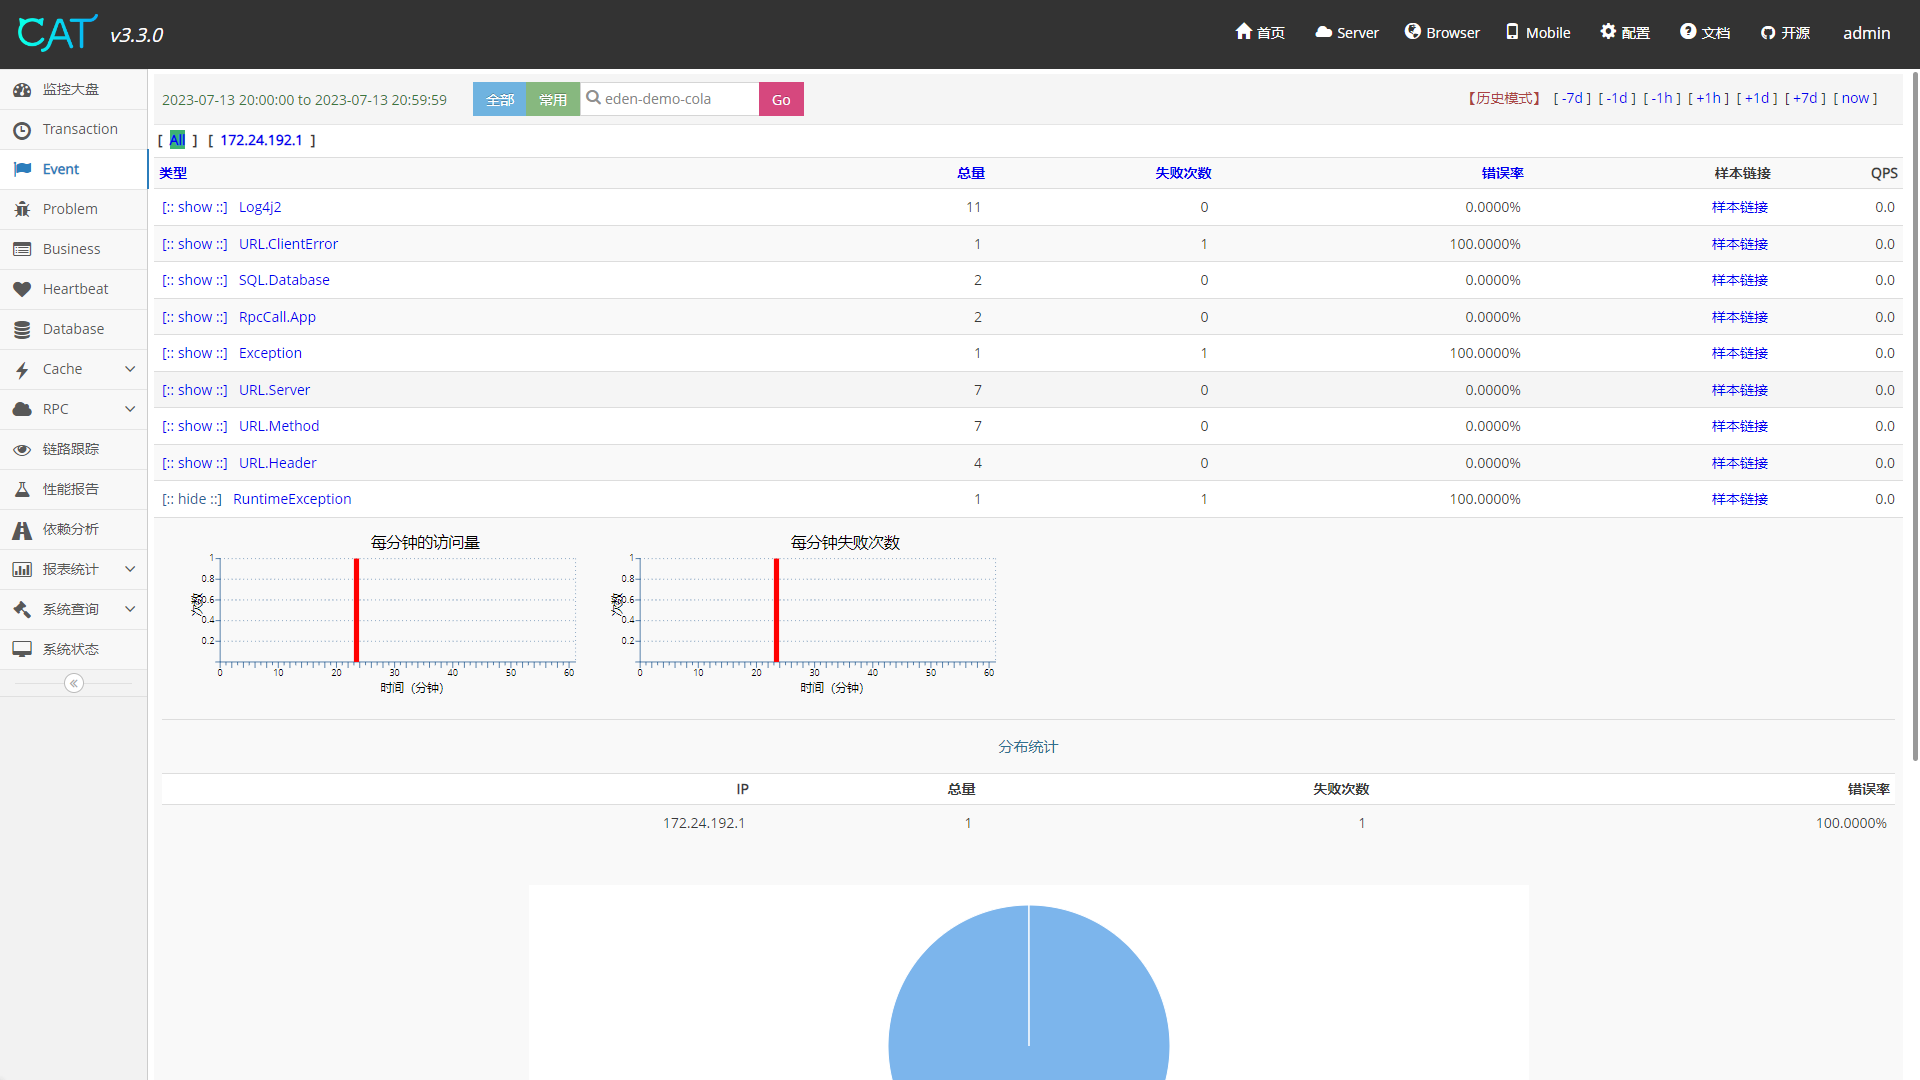 CAT v3.3.0 首页 Server Browser Mobile 配置 文档 开源 admin
监控大盘
Transaction
Event
Problem
Business
Heartbeat
Database
Cache
RPC
链路跟踪
性能报告
依赖分析
报表统计
系统查询
系统状态
2023-07-13 20:00:00 to 2023-07-13 20:59:59 全部 常用 eden-demo-cola Go 【历史模式】 [ -7d ] [ -1d ] [ -1h ] [ +1h ] [ +1d ] [ +7d ] [ now ]
[ All ] [ 172.24.192.1 ]
类型 总量 失败次数 错误率 样本链接 QPS
[:: show ::] Log4j2 11 0 0.0000% 样本链接 0.0
[:: show ::] URL.ClientError 1 1 100.0000% 样本链接 0.0
[:: show ::] SQL.Database 2 0 0.0000% 样本链接 0.0
[:: show ::] RpcCall.App 2 0 0.0000% 样本链接 0.0
[:: show ::] Exception 1 1 100.0000% 样本链接 0.0
[:: show ::] URL.Server 7 0 0.0000% 样本链接 0.0
[:: show ::] URL.Method 7 0 0.0000% 样本链接 0.0
[:: show ::] URL.Header 4 0 0.0000% 样本链接 0.0
[:: hide ::] RuntimeException 1 1 100.0000% 样本链接 0.0
每分钟的访问量
次数
1
0.8
0.6
0.4
0.2
0 10 20 30 40 50 60
时间（分钟）
每分钟失败次数
次数
1
0.8
0.6
0.4
0.2
0 10 20 30 40 50 60
时间（分钟）
分布统计
IP 总量 失败次数 错误率
172.24.192.1 1 1 100.0000%